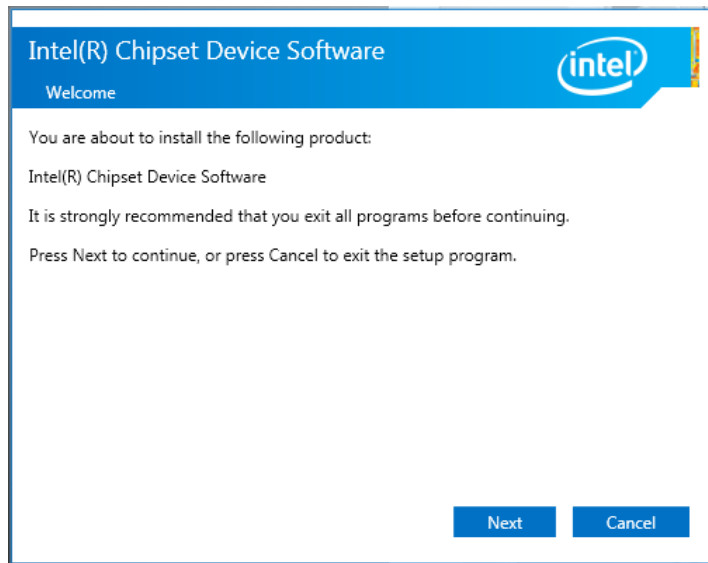 Intel(R) Chipset Device Software
intel
Welcome
You are about to install the following product:
Intel(R) Chipset Device Software
It is strongly recommended that you exit all programs before continuing.
Press Next to continue, or press Cancel to exit the setup program.
Next
Cancel